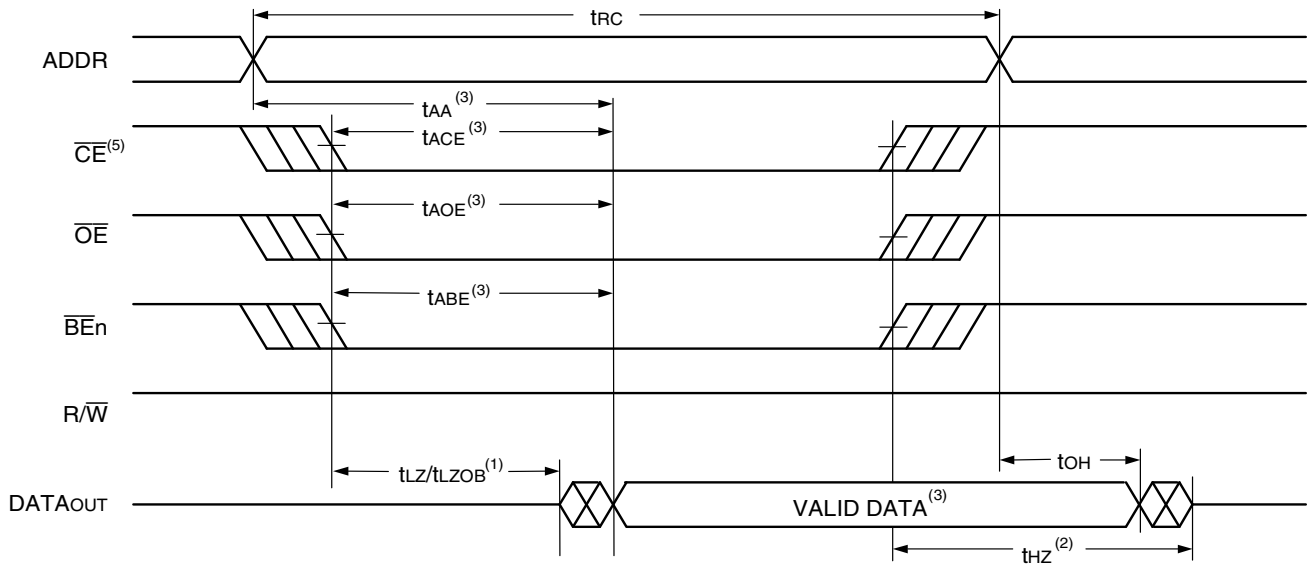 tRC
ADDR
tAA(3)
CE(5)
tACE(3)
OE
tAOE(3)
BEn
tABE(3)
R/W
tLZ/tLZOB(1)
tOH
DATAOUT
VALID DATA(3)
tHZ(2)